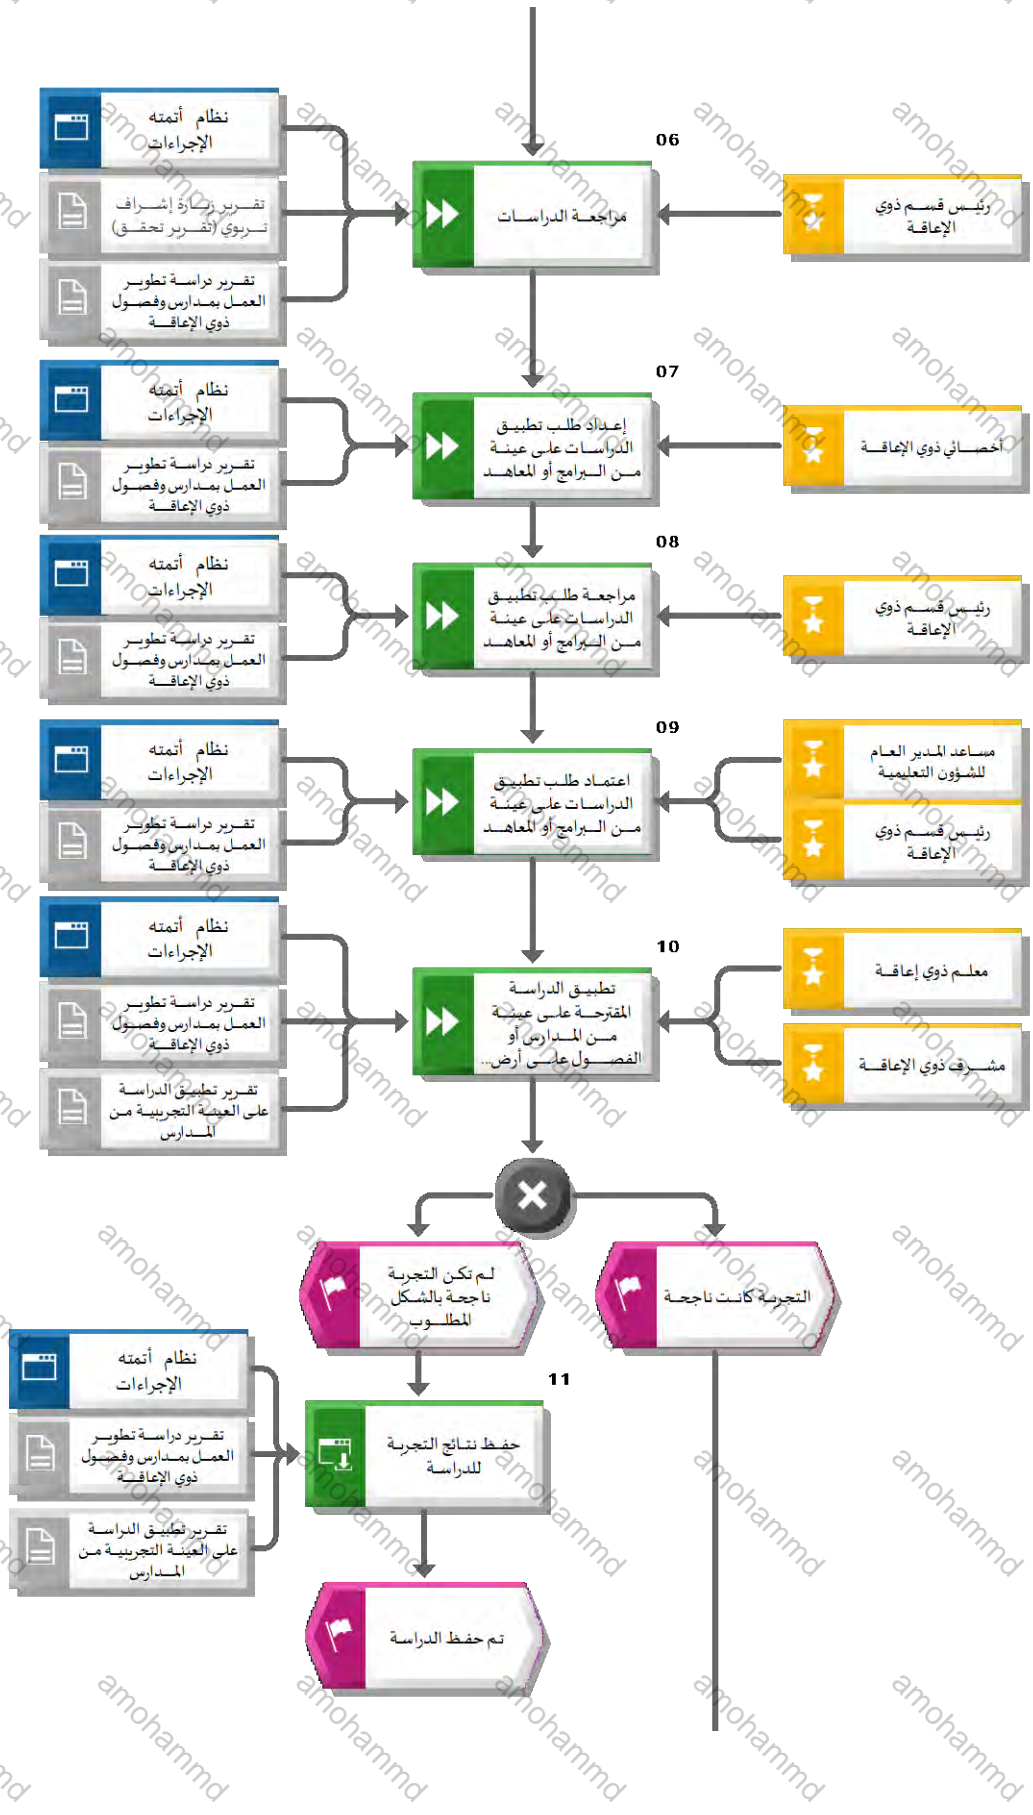 06
نظام أتمته
الإجراءات
تقرير زيارة إشراف
تربوي (تقرير تحقق)
تقرير دراسة تطوير
العمل بمدارس وفصول
ذوي الإعاقة
مراجعة الدراسات
رئيس قسم ذوي
الإعاقة
07
نظام أتمته
الإجراءات
تقرير دراسة تطوير
العمل بمدارس وفصول
ذوي الإعاقة
إعداد طلب تطبيق
الدراسات على عينة
من البرامج أو المعاهد
أخصائي ذوي الإعاقة
08
نظام أتمته
الإجراءات
تقرير دراسة تطوير
العمل بمدارس وفصول
ذوي الإعاقة
مراجعة طلب تطبيق
الدراسات على عينة
من البرامج أو المعاهد
رئيس قسم ذوي
الإعاقة
09
نظام أتمته
الإجراءات
تقرير دراسة تطوير
العمل بمدارس وفصول
ذوي الإعاقة
اعتماد طلب تطبيق
الدراسات على عينة
من البرامج أو المعاهد
مساعد المدير العام
للشؤون التعليمية
رئيس قسم ذوي
الإعاقة
10
نظام أتمته
الإجراءات
تقرير دراسة تطوير
العمل بمدارس وفصول
ذوي الإعاقة
تقرير تطبيق الدراسة
على العينة التجريبية من
المدارس
تطبيق الدراسة
المقترحة على عينة
من المدارس أو
الفصول على أرض...
معلم ذوي إعاقة
مشرف ذوي الإعاقة
التجربة كانت ناجحة
لم تكن التجربة
ناجحة بالشكل
المطلوب
11
نظام أتمته
الإجراءات
تقرير دراسة تطوير
العمل بمدارس وفصول
ذوي الإعاقة
تقرير تطبيق الدراسة
على العينة التجريبية من
المدارس
حفظ نتائج التجربة
للدراسة
تم حفظ الدراسة
amohammd